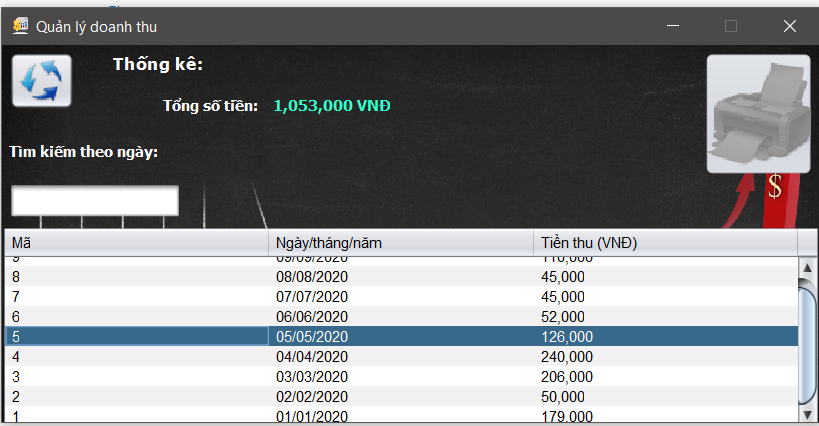 Quản lý doanh thu
Thống kê:
Tổng số tiền: 1,053,000 VNĐ
Tìm kiếm theo ngày:
$
Mã Ngày/tháng/năm Tiền thu (VNĐ)
9 09/09/2020 110,000
8 08/08/2020 45,000
7 07/07/2020 45,000
6 06/06/2020 52,000
5 05/05/2020 126,000
4 04/04/2020 240,000
3 03/03/2020 206,000
2 02/02/2020 50,000
1 01/01/2020 179,000